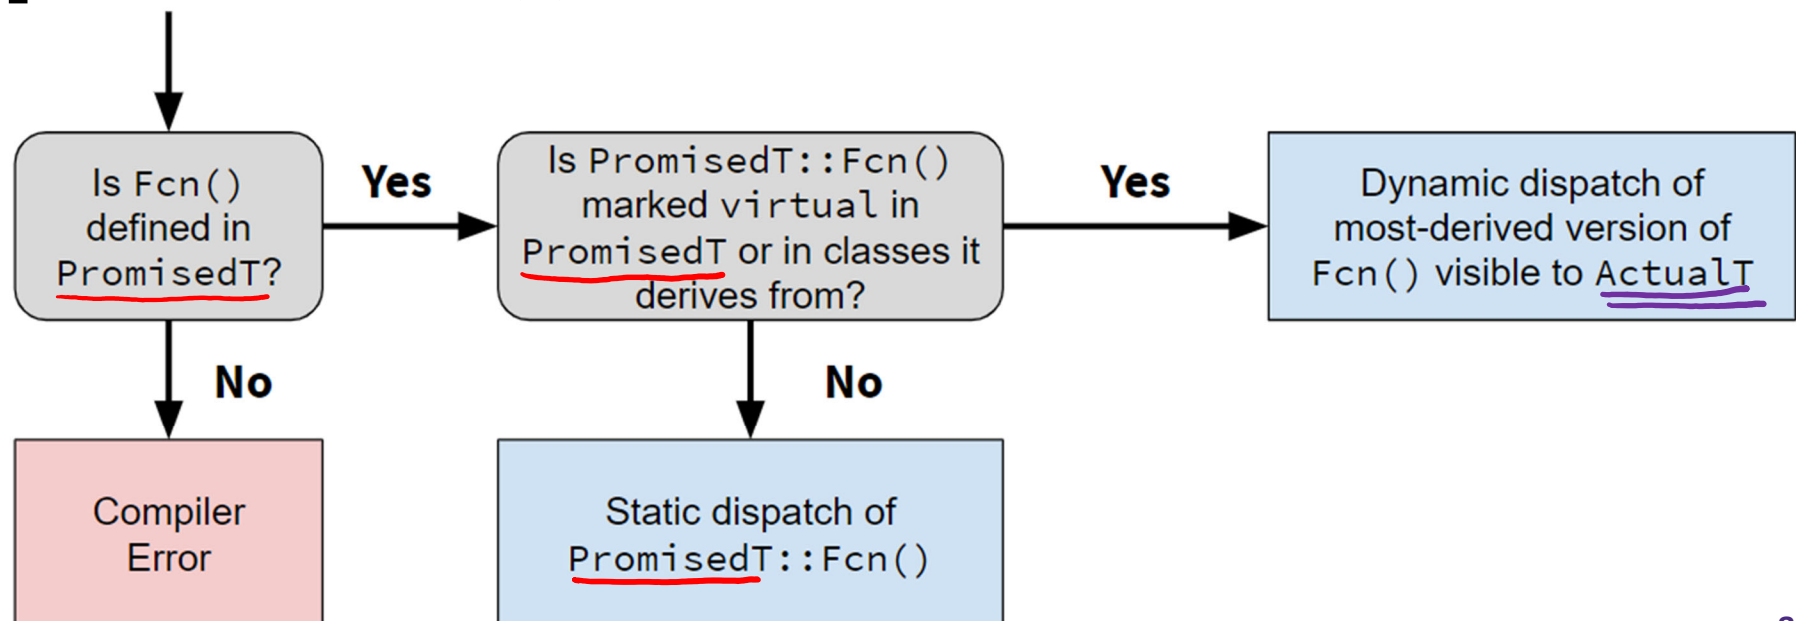 Is Fcn()
defined in
PromisedT?
Yes
Is PromisedT::Fcn()
marked virtual in
PromisedT or in classes it
derives from?
Yes
Dynamic dispatch of
most-derived version of
Fcn() visible to ActualT
No
No
Compiler
Error
Static dispatch of
PromisedT::Fcn()